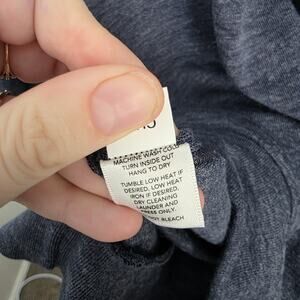 MACHINE WASH COLD
TURN INSIDE OUT
HANG TO DRY
TUMBLE LOW HEAT IF
DESIRED. LOW HEAT
IRON IF DESIRED.
DRY CLEANING
LAUNDER AND
PRESS ONLY.
NOT BLEACH